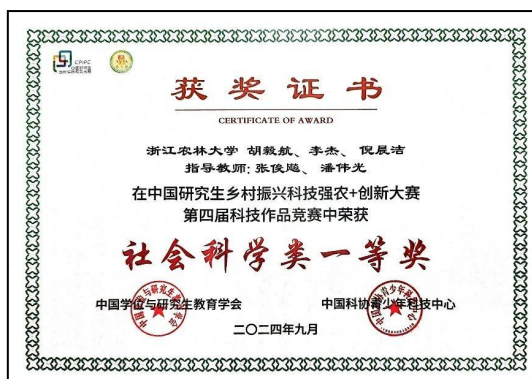 CPIPC
获奖证书
CERTIFICATE OF AWARD
浙江农林大学 胡毅航、李杰、倪晨洁
指导教师:张俊飚、潘伟光
在中国研究生乡村振兴科技强农+创新大赛
第四届科技作品竞赛中荣获
社会科学类一等奖
中国学位与研究生教育学会 中国科协青少年科技中心
二〇二四年九月